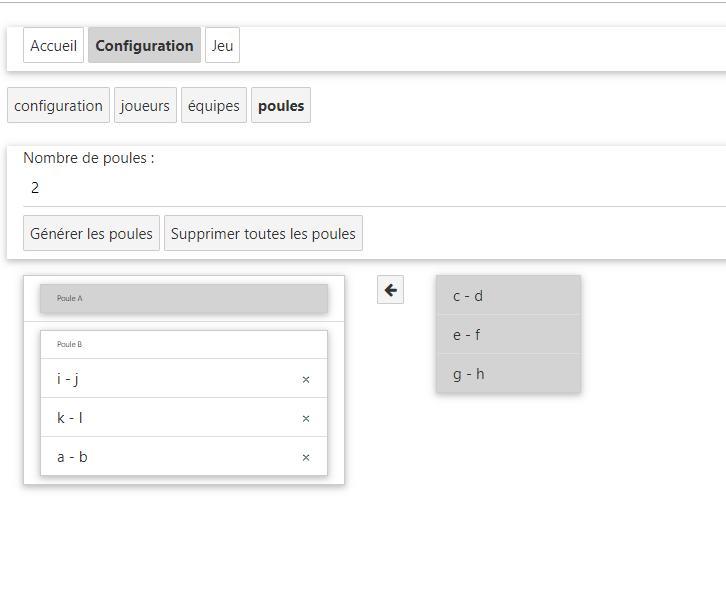 Accueil Configuration Jeu
configuration joueurs équipes poules
Nombre de poules :
2
Générer les poules Supprimer toutes les poules
Poule A
Poule B
i - j ×
k - l ×
a - b ×
c - d
e - f
g - h